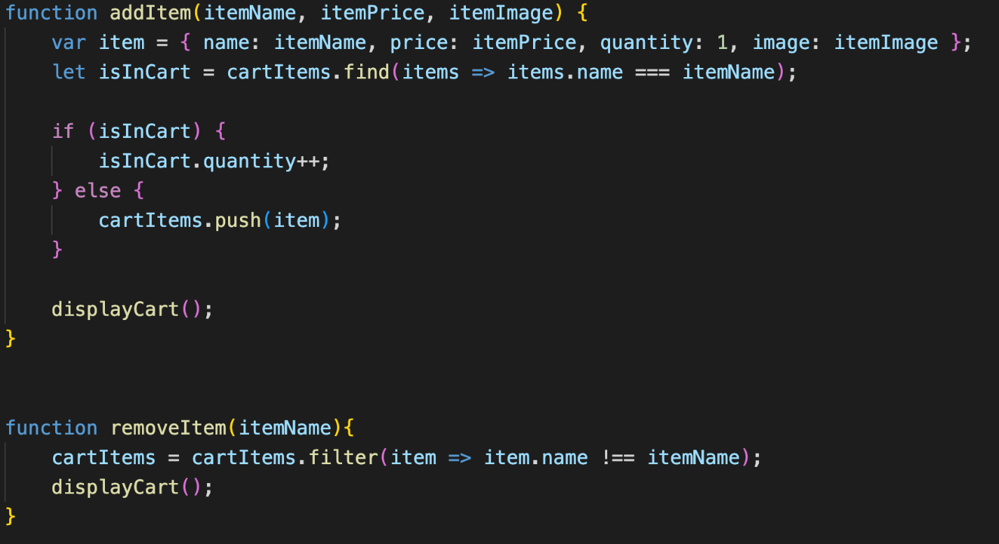 function addItem(itemName, itemPrice, itemImage) {
    var item = { name: itemName, price: itemPrice, quantity: 1, image: itemImage };
    let isInCart = cartItems.find(items => items.name === itemName);

    if (isInCart) {
        isInCart.quantity++;
    } else {
        cartItems.push(item);
    }

    displayCart();
}


function removeItem(itemName){
    cartItems = cartItems.filter(item => item.name !== itemName);
    displayCart();
}